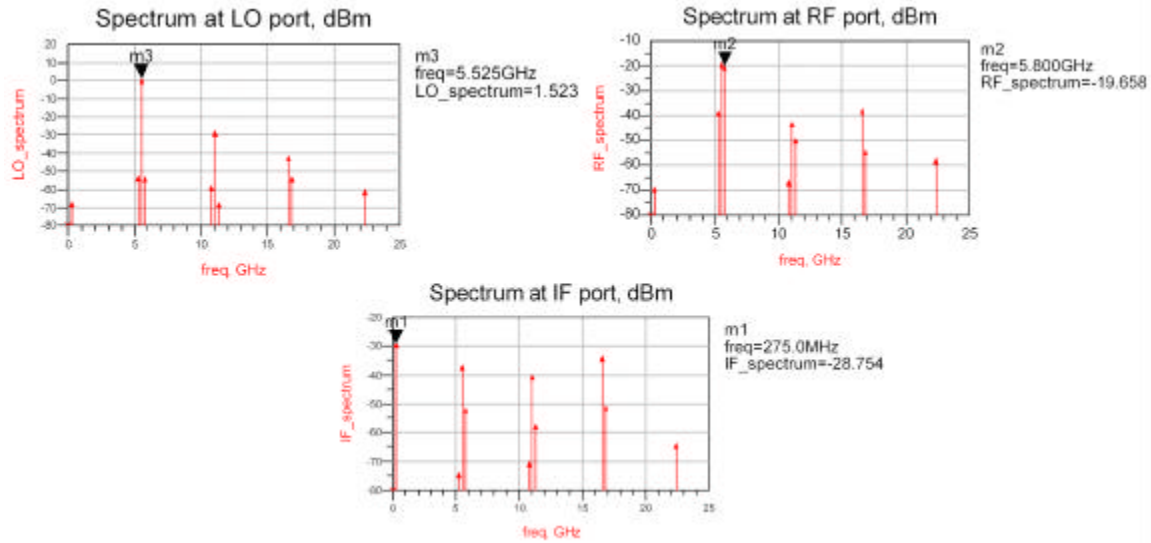 Spectrum at LO port, dBm
m3
m3
freq=5.525GHz
LO_spectrum=1.523
LO_spectrum
20
10
0
-10
-20
-30
-40
-50
-60
-70
-80
0
5
10
15
20
25
freq, GHz
Spectrum at RF port, dBm
m2
m2
freq=5.800GHz
RF_spectrum=-19.658
RF_spectrum
-10
-20
-30
-40
-50
-60
-70
-80
0
5
10
15
20
25
freq, GHz
Spectrum at IF port, dBm
m1
m1
freq=275.0MHz
IF_spectrum=-28.754
IF_spectrum
-20
-30
-40
-50
-60
-70
-80
0
5
10
15
20
25
freq, GHz